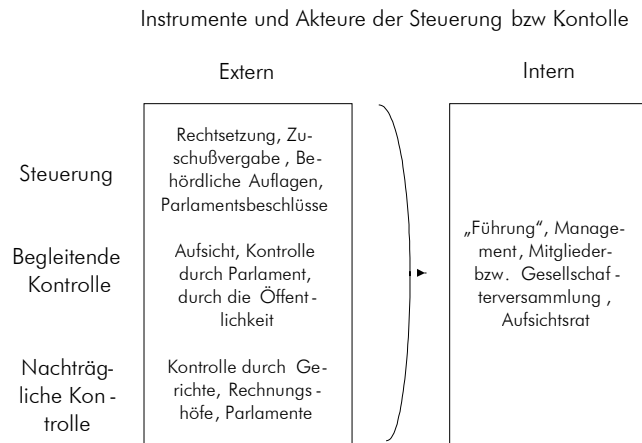 Instrumente und Akteure der Steuerung bzw Kontolle
Extern
Intern
Steuerung
Rechtsetzung, Zu-
schußvergabe , Be-
hördliche Auflagen,
Parlamentsbeschlüsse
Begleitende
Kontrolle
Aufsicht, Kontrolle
durch Parlament,
durch die Öffent-
lichkeit
Nachträg-
liche Kon-
trolle
Kontrolle durch Ge-
richte, Rechnungs-
höfe, Parlamente
„Führung“, Manage-
ment, Mitglieder-
bzw. Gesellschaf-
terversammlung ,
Aufsichtsrat